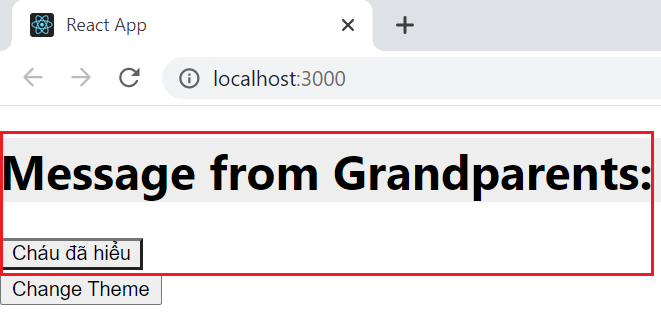 React App
localhost:3000
Message from Grandparents:
Cháu đã hiểu
Change Theme